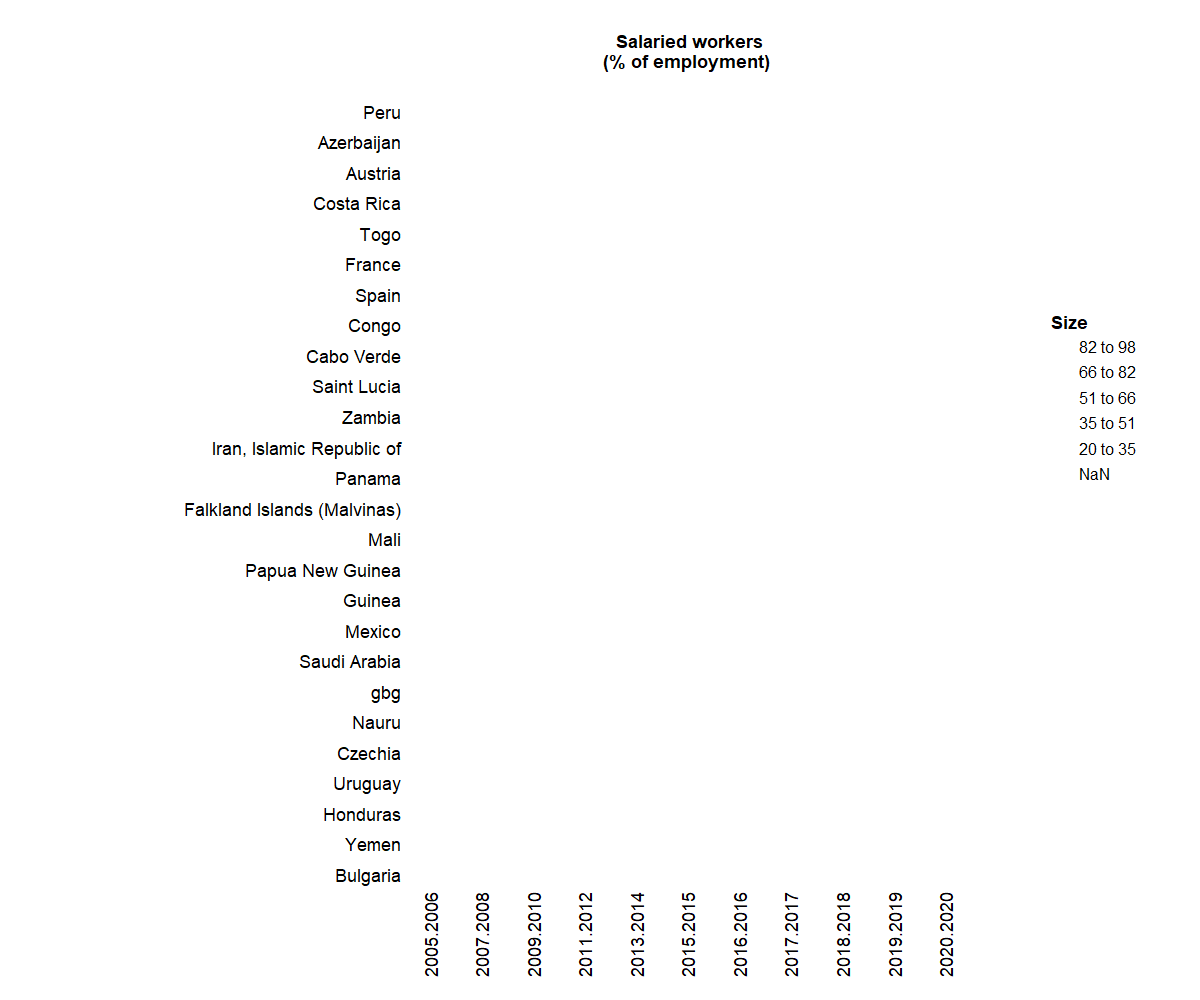 Salaried workers
(% of employment)
Peru
Azerbaijan
Austria
Costa Rica
Togo
France
Spain
Congo
Cabo Verde
Saint Lucia
Zambia
Iran, Islamic Republic of
Panama
Falkland Islands (Malvinas)
Mali
Papua New Guinea
Guinea
Mexico
Saudi Arabia
gbg
Nauru
Czechia
Uruguay
Honduras
Yemen
Bulgaria
2005.2006
2007.2008
2009.2010
2011.2012
2013.2014
2015.2015
2016.2016
2017.2017
2018.2018
2019.2019
2020.2020
Size
82 to 98
66 to 82
51 to 66
35 to 51
20 to 35
NaN